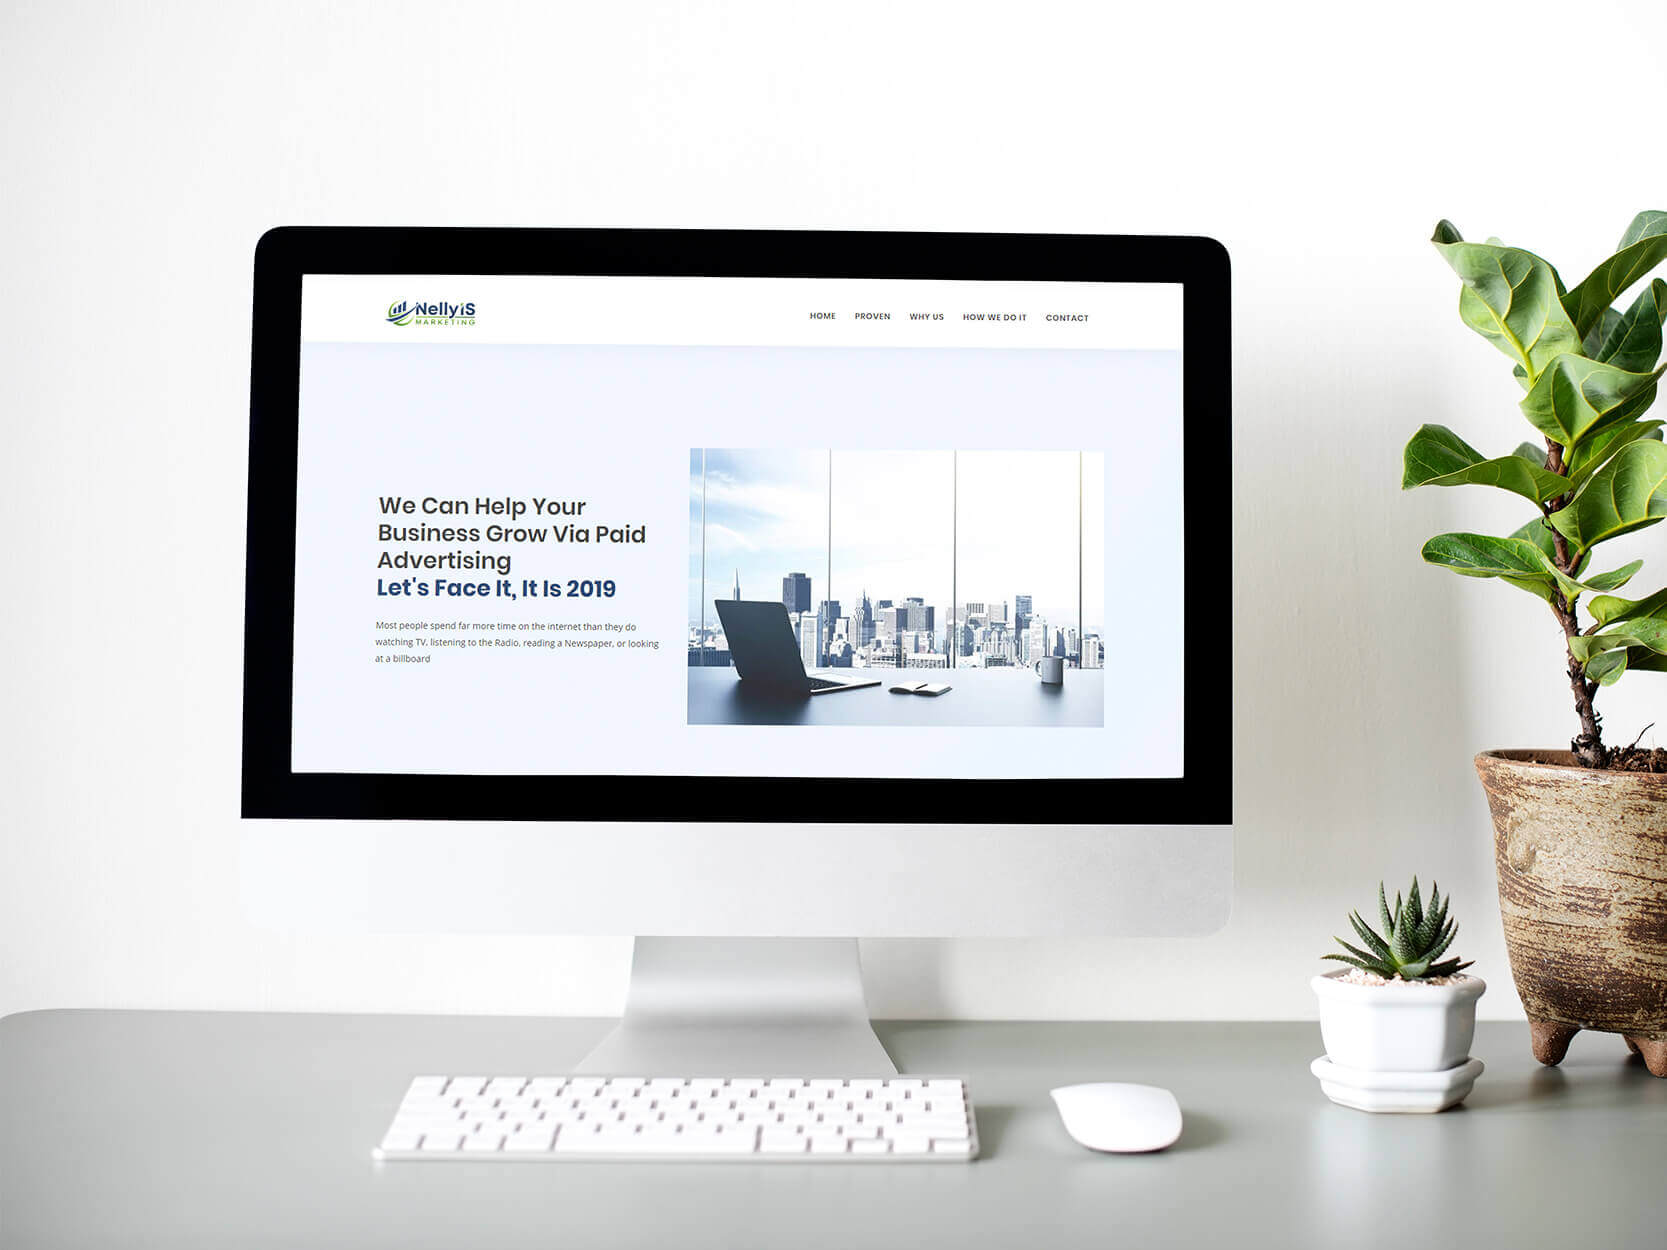 NellyiS
MARKETING
HOME PROVEN WHY US HOW WE DO IT CONTACT
We Can Help Your
Business Grow Via Paid
Advertising
Let's Face It, It Is 2019
Most people spend far more time on the internet than they do
watching TV, listening to the Radio, reading a Newspaper, or looking
at a billboard